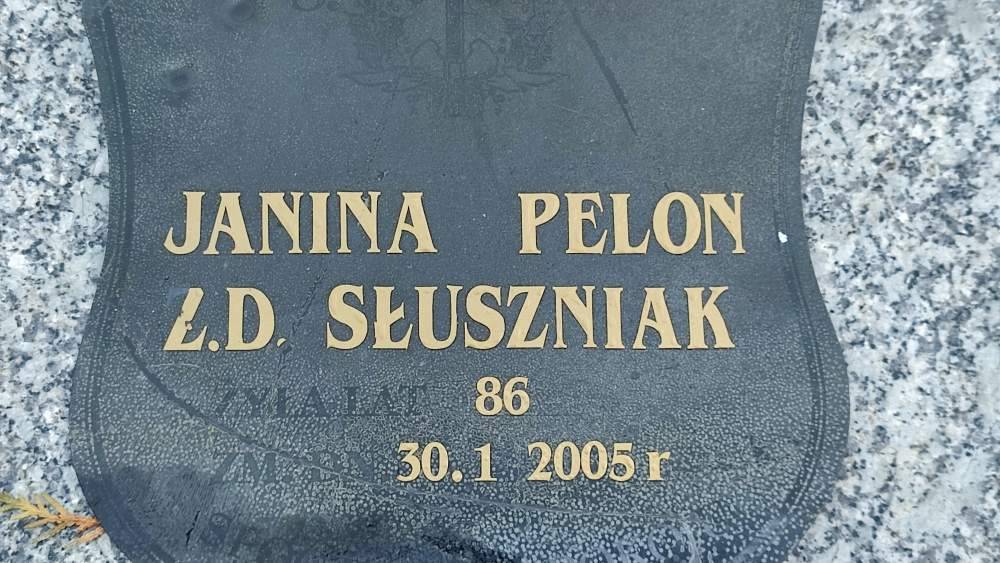 JANINA PELON
Z.D. SŁUSZNIAK
ŻYŁA LAT 86
30.1 2005 r